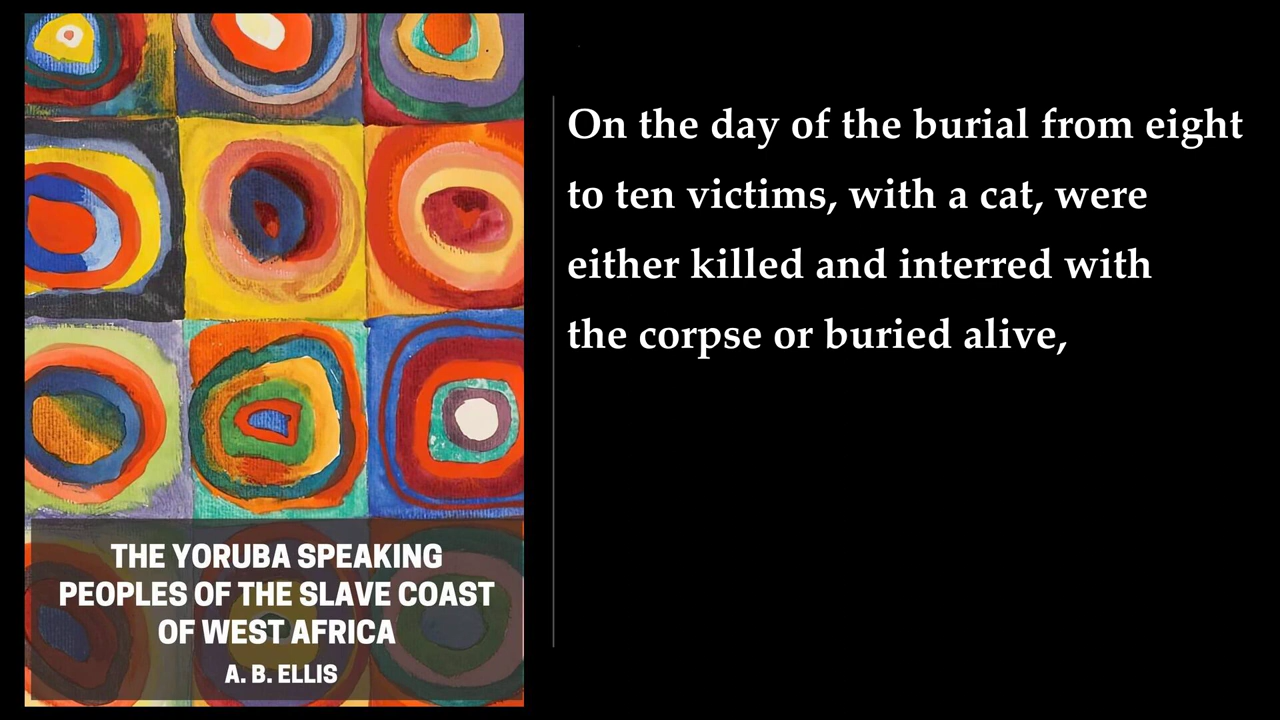 On the day of the burial from eight
to ten victims, with a cat, were
either killed and interred with
the corpse or buried alive,
THE YORUBA SPEAKING
PEOPLES OF THE SLAVE COAST
OF WEST AFRICA
A. B. ELLIS